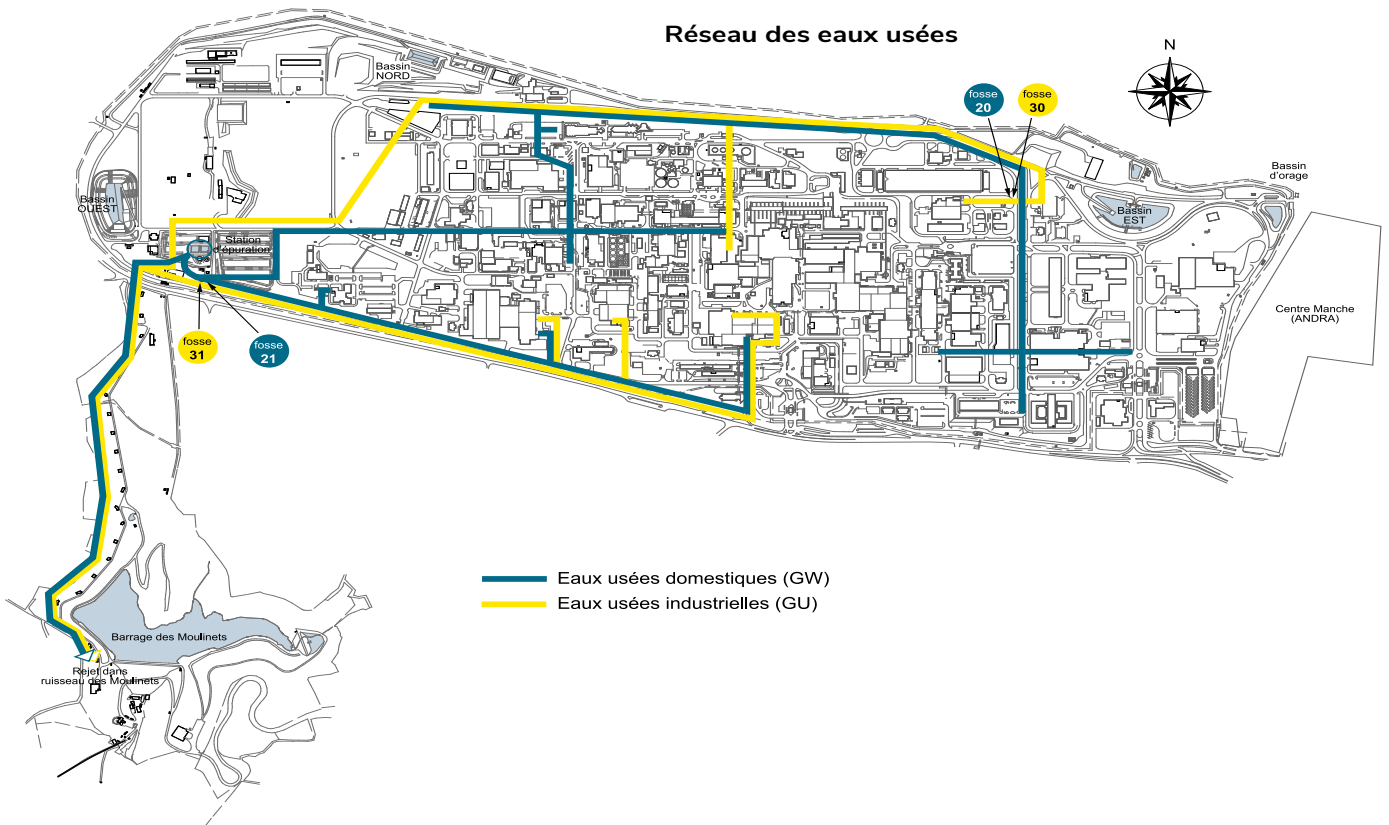 Réseau des eaux usées
N
Bassin
NORD
fosse
20
fosse
30
Bassin
d'orage
Bassin
OUEST
Bassin
EST
Station
d'épuration
Centre Manche
(ANDRA)
fosse
31
fosse
21
Eaux usées domestiques (GW)
Eaux usées industrielles (GU)
Barrage des Moulinets
Rejet dans
ruisseau des Moulinets